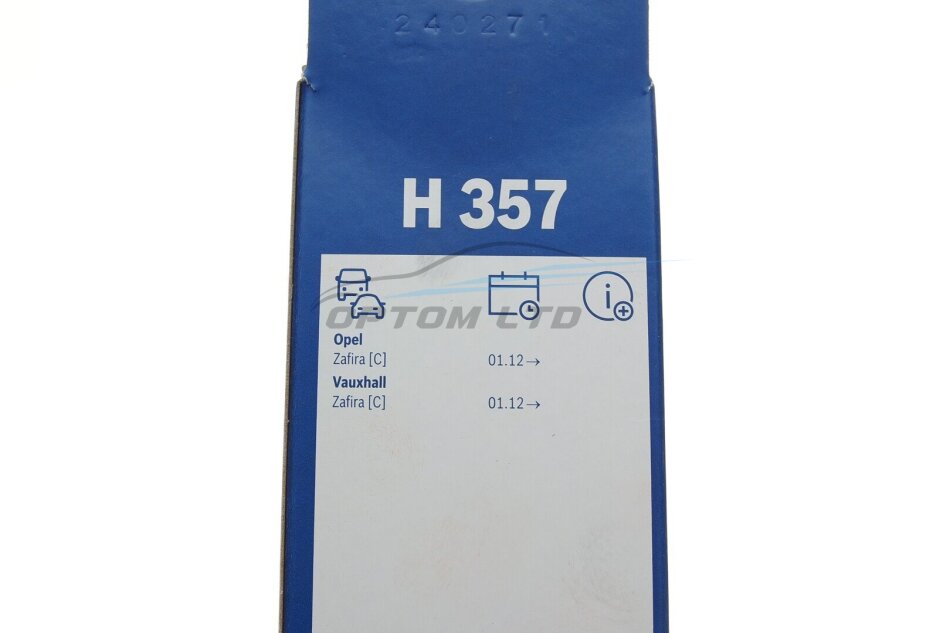 240271
H 357
OPTOM LTD
Opel
Zafira [C] 01.12→
Vauxhall
Zafira [C] 01.12→